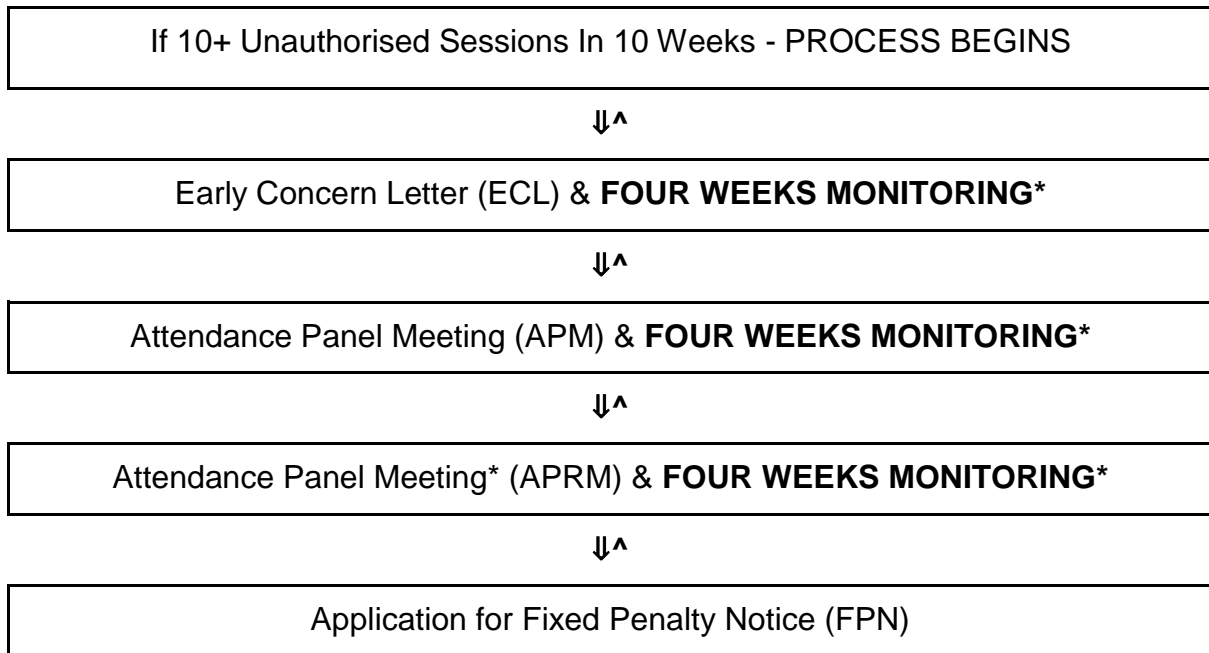 If 10+ Unauthorised Sessions In 10 Weeks - PROCESS BEGINS
⇓^
Early Concern Letter (ECL) & FOUR WEEKS MONITORING*
⇓^
Attendance Panel Meeting (APM) & FOUR WEEKS MONITORING*
⇓^
Attendance Panel Meeting* (APRM) & FOUR WEEKS MONITORING*
⇓^
Application for Fixed Penalty Notice (FPN)